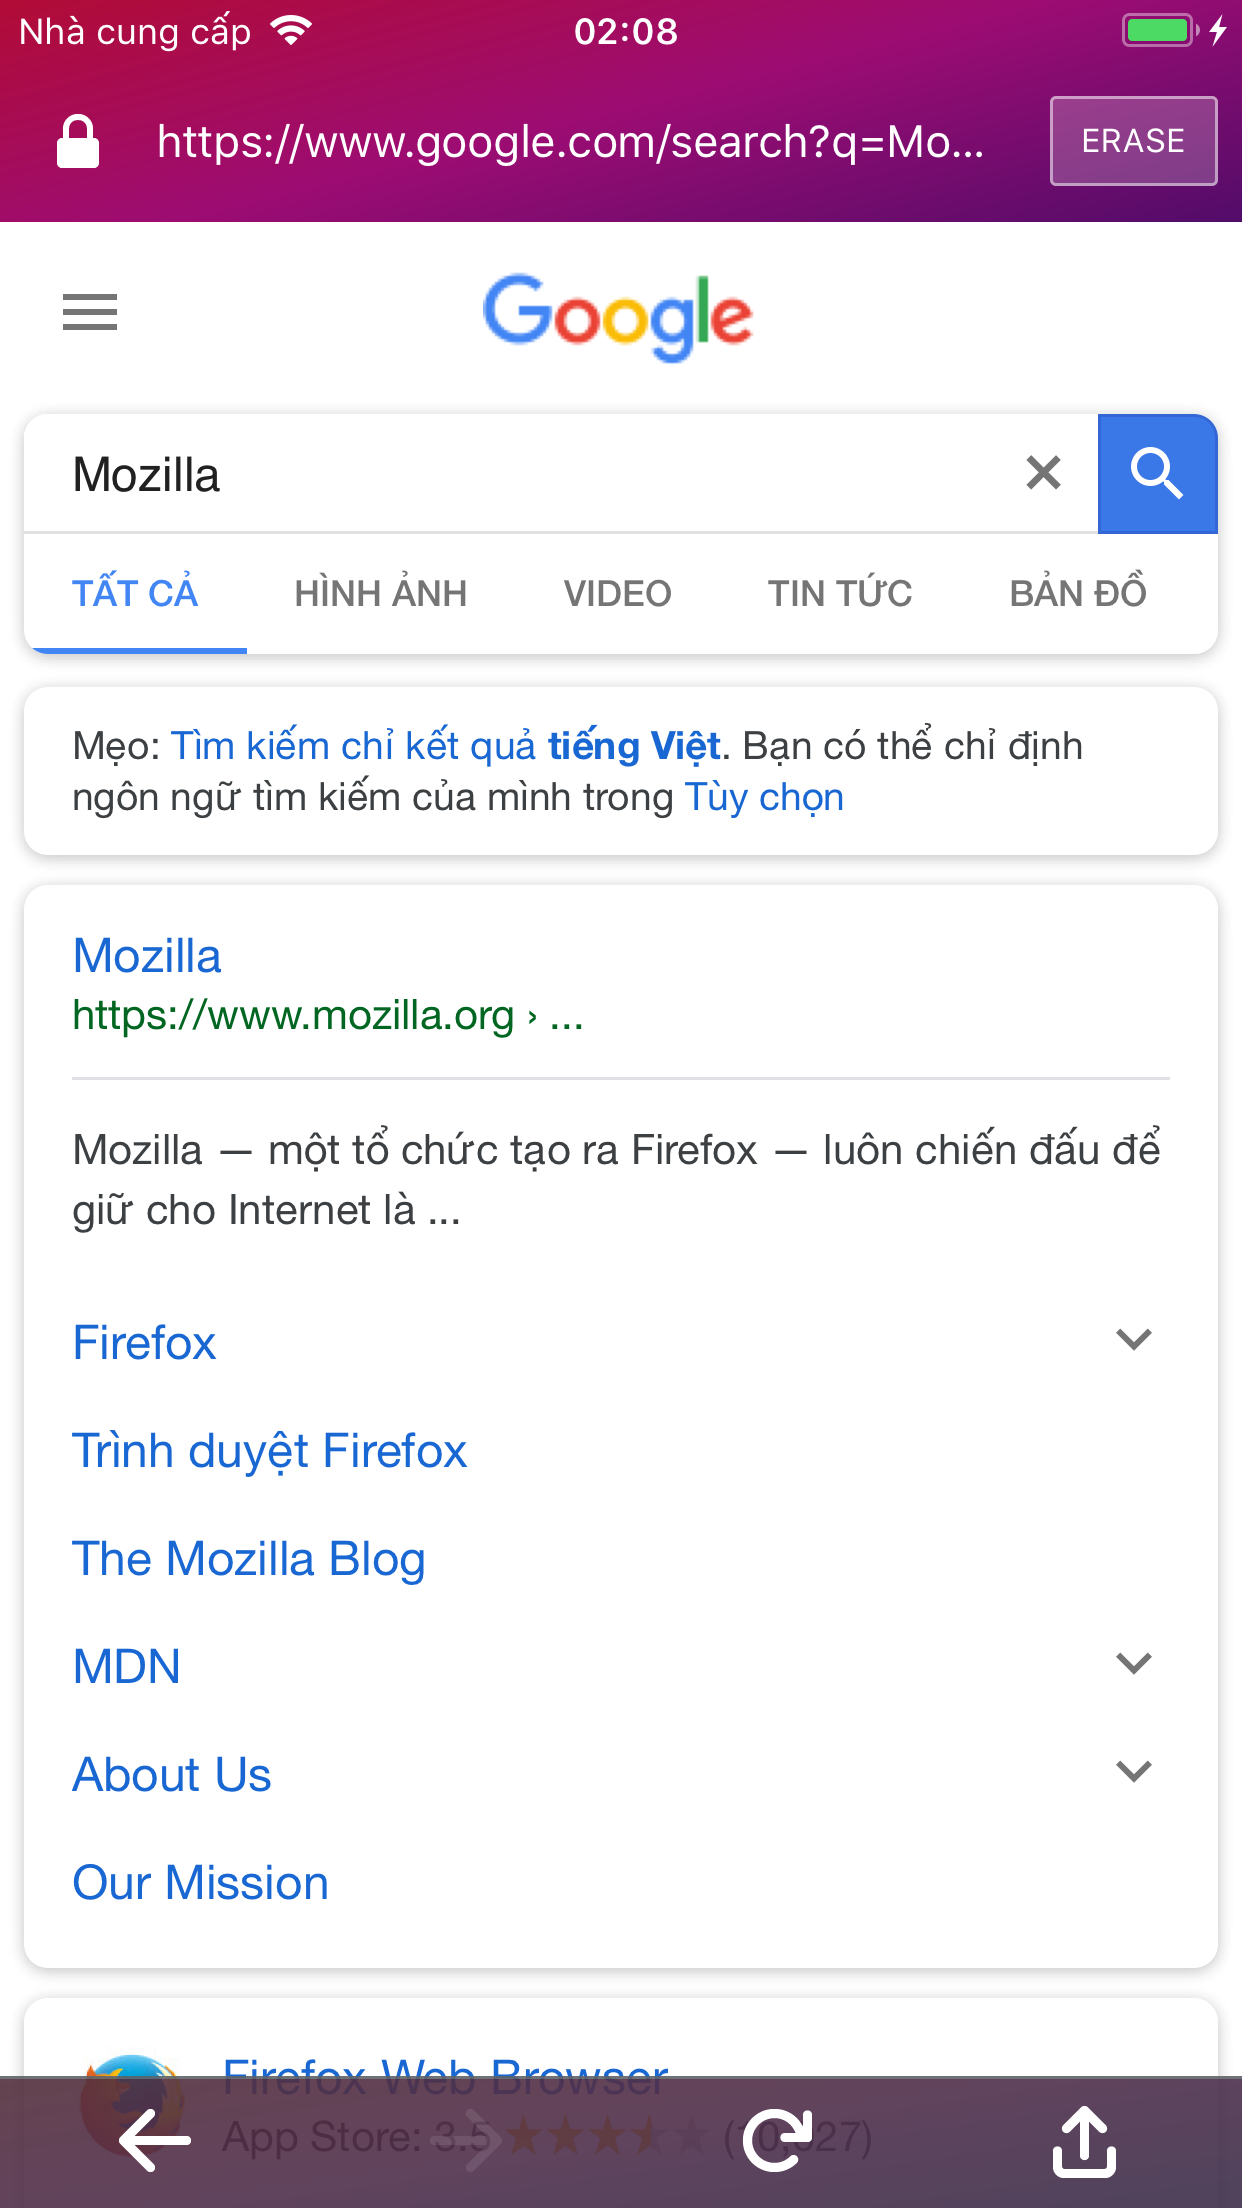 Nhà cung cấp 02:08
https://www.google.com/search?q=Mo... ERASE
Google
Mozilla
TẤT CẢ HÌNH ẢNH VIDEO TIN TỨC BẢN ĐỒ
Mẹo: Tìm kiếm chỉ kết quả tiếng Việt. Bạn có thể chỉ định
ngôn ngữ tìm kiếm của mình trong Tùy chọn
Mozilla
https://www.mozilla.org › ...
Mozilla — một tổ chức tạo ra Firefox — luôn chiến đấu để
giữ cho Internet là ...
Firefox
Trình duyệt Firefox
The Mozilla Blog
MDN
About Us
Our Mission
Firefox Web Browser
App Store: 3.5